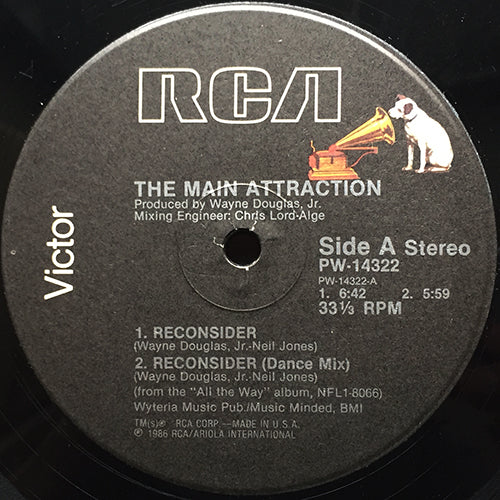 RCA
Victor
THE MAIN ATTRACTION
Produced by Wayne Douglas, Jr.
Mixing Engineer: Chris Lord-Alge
Side A Stereo
PW-14322
PW-14322-A
1. 6:42 2. 5:59
33⅓ RPM
1. RECONSIDER
(Wayne Douglas, Jr.-Neil Jones)
2. RECONSIDER (Dance Mix)
(Wayne Douglas, Jr.-Neil Jones)
(from the "All the Way" album, NFL1-8066)
Wyteria Music Pub./Music Minded, BMI
TM(s)® RCA CORP.—MADE IN U.S.A.
℗ 1986 RCA/ARIOLA INTERNATIONAL